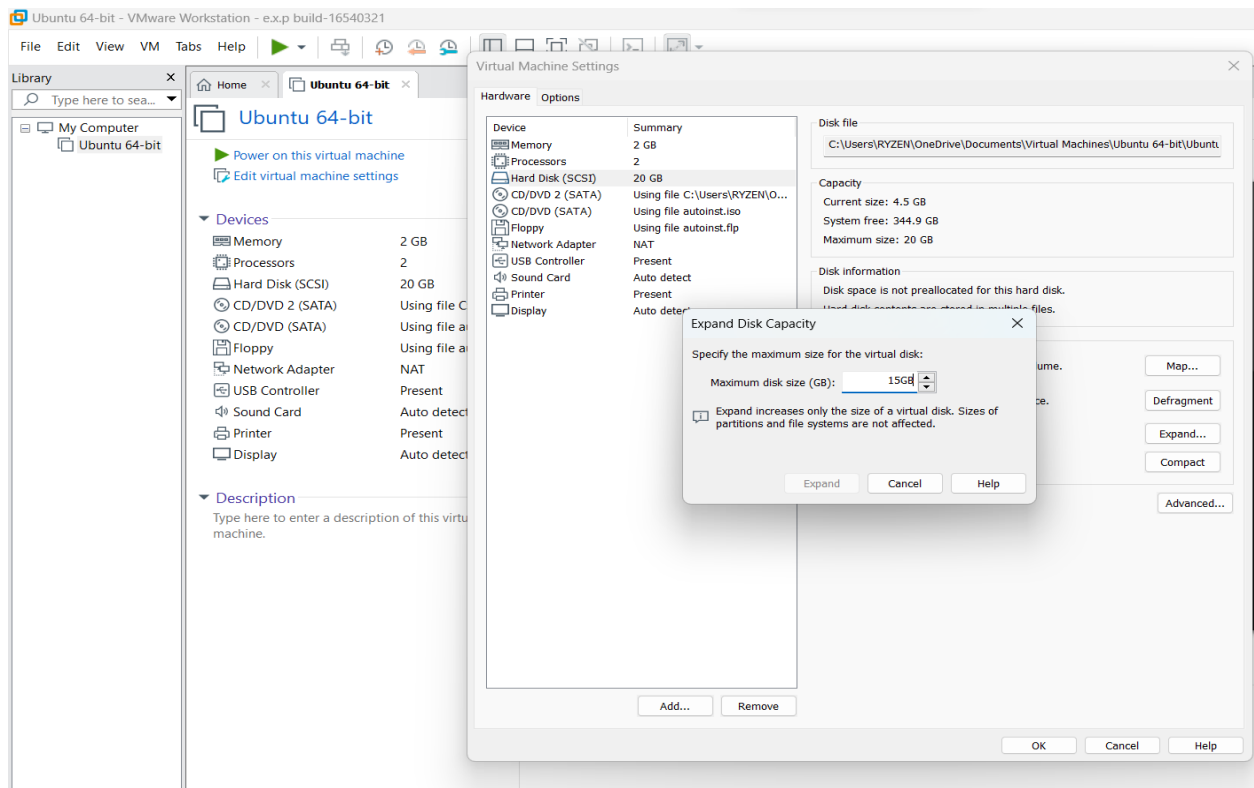 Ubuntu 64-bit - VMware Workstation - e.x.p build-16540321
File Edit View VM Tabs Help
Library
Type here to sea...
My Computer
Ubuntu 64-bit
Home
Ubuntu 64-bit
Ubuntu 64-bit
Power on this virtual machine
Edit virtual machine settings
Devices
Memory 2 GB
Processors 2
Hard Disk (SCSI) 20 GB
CD/DVD 2 (SATA) Using file C
CD/DVD (SATA) Using file a
Floppy Using file a
Network Adapter NAT
USB Controller Present
Sound Card Auto detect
Printer Present
Display Auto detect
Description
Type here to enter a description of this virtu
machine.
Virtual Machine Settings
Hardware Options
Device Summary
Memory 2 GB
Processors 2
Hard Disk (SCSI) 20 GB
CD/DVD 2 (SATA) Using file C:\Users\RYZEN\O...
CD/DVD (SATA) Using file autoinst.iso
Floppy Using file autoinst.flp
Network Adapter NAT
USB Controller Present
Sound Card Auto detect
Printer Present
Display Auto detect
Add... Remove
Disk file
C:\Users\RYZEN\OneDrive\Documents\Virtual Machines\Ubuntu 64-bit\Ubuntu
Capacity
Current size: 4.5 GB
System free: 344.9 GB
Maximum size: 20 GB
Disk information
Disk space is not preallocated for this hard disk.
Hard disk contents are stored in multiple files.
ume. Map...
ce. Defragment
Expand...
Compact
Advanced...
Expand Disk Capacity
Specify the maximum size for the virtual disk:
Maximum disk size (GB): 15GB
Expand increases only the size of a virtual disk. Sizes of
partitions and file systems are not affected.
Expand Cancel Help
OK Cancel Help